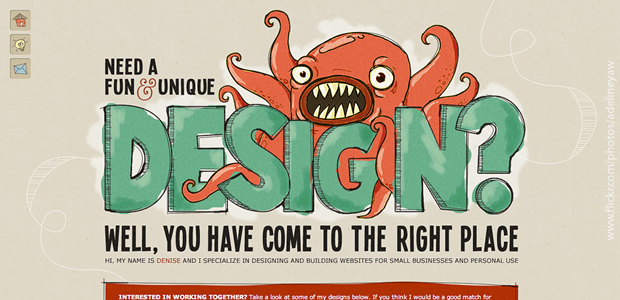 NEED A
FUN & UNIQUE
DESIGN?
WELL, YOU HAVE COME TO THE RIGHT PLACE
HI, MY NAME IS DENISE AND I SPECIALIZE IN DESIGNING AND BUILDING WEBSITES FOR SMALL BUSINESSES AND PERSONAL USE
INTERESTED IN WORKING TOGETHER? Take a look at some of my designs below. If you think I would be a good match for
www.flickr.com/photos/adelineyaw